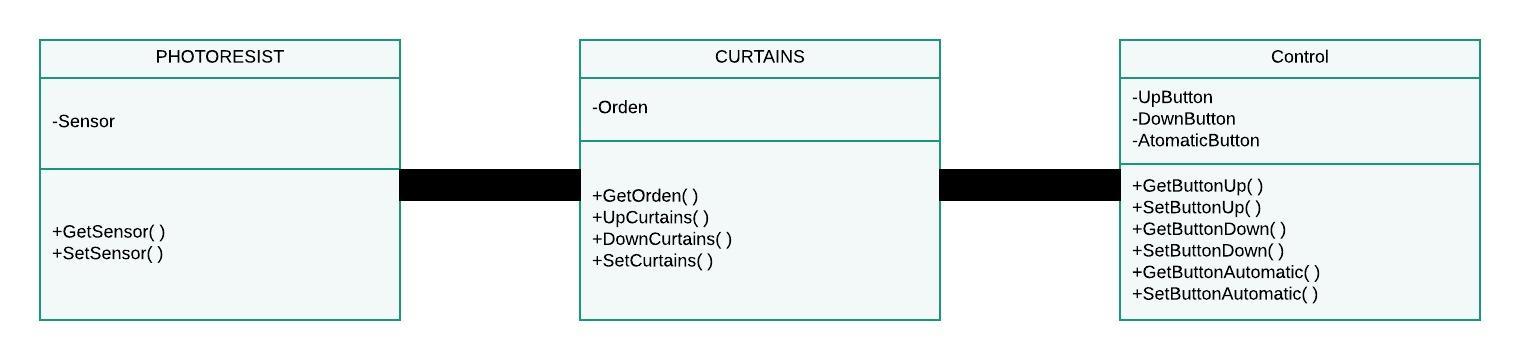 PHOTORESIST
-Sensor
+GetSensor( )
+SetSensor( )
CURTAINS
-Orden
+GetOrden( )
+UpCurtains( )
+DownCurtains( )
+SetCurtains( )
Control
-UpButton
-DownButton
-AtomaticButton
+GetButtonUp( )
+SetButtonUp( )
+GetButtonDown( )
+SetButtonDown( )
+GetButtonAutomatic( )
+SetButtonAutomatic( )